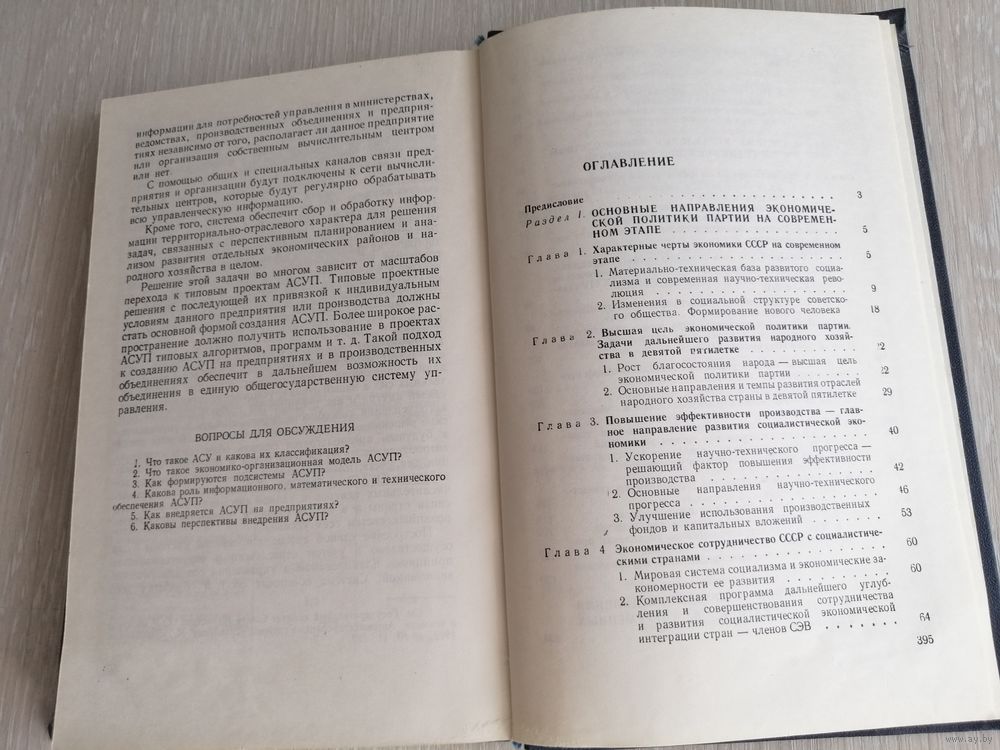 информации для потребностей управления в министерствах,
ведомствах, производственных объединениях и предприя-
тиях независимо от того, располагает ли данное предприятие
или организация собственным вычислительным центром
или нет.
С помощью общих и специальных каналов связи пред-
приятия и организации будут подключены к сети вычисли-
тельных центров, которые будут регулярно обрабатывать
всю управленческую информацию.
Кроме того, система обеспечит сбор и обработку инфор-
мации территориально-отраслевого характера для решения
задач, связанных с перспективным планированием и ана-
лизом развития отдельных экономических районов и на-
родного хозяйства в целом.
Решение этой задачи во многом зависит от масштабов
перехода к типовым проектам АСУП. Типовые проектные
решения с последующей их привязкой к индивидуальным
условиям данного предприятия или производства должны
стать основной формой создания АСУП. Более широкое рас-
пространение должно получить использование в проектах
АСУП типовых алгоритмов, программ и т. д. Такой подход
к созданию АСУП на предприятиях и в производственных
объединениях обеспечит в дальнейшем возможность их
объединения в единую общегосударственную систему уп-
равления.
ВОПРОСЫ ДЛЯ ОБСУЖДЕНИЯ
1. Что такое АСУ и какова их классификация?
2. Что такое экономико-организационная модель АСУП?
3. Как формируются подсистемы АСУП?
4. Какова роль информационного, математического и технического
обеспечения АСУП?
5. Как внедряется АСУП на предприятиях?
6. Каковы перспективы внедрения АСУП?
ОГЛАВЛЕНИЕ
Предисловие . . . . . . . . . . . . . . . 3
Раздел I. ОСНОВНЫЕ НАПРАВЛЕНИЯ ЭКОНОМИЧЕ-
СКОЙ ПОЛИТИКИ ПАРТИИ НА СОВРЕМЕН-
НОМ ЭТАПЕ . . . . . . . . . . 5
Глава 1. Характерные черты экономики СССР на современном
этапе . . . . . . . . . . . . . 5
1. Материально-техническая база развитого социа-
лизма и современная научно-техническая рево-
люция . . . . . . . . . . . . 9
2. Изменения в социальной структуре советско-
го общества. Формирование нового человека 18
Глава 2. Высшая цель экономической политики партии.
Задачи дальнейшего развития народного хозяй-
ства в девятой пятилетке . . . . . . . 22
1. Рост благосостояния народа — высшая цель
экономической политики партии . . . . . 22
2. Основные направления и темпы развития отраслей
народного хозяйства страны в девятой пятилетке 29
Глава 3. Повышение эффективности производства — глав-
ное направление развития социалистической эко-
номики . . . . . . . . . . . . 40
1. Ускорение научно-технического прогресса —
решающий фактор повышения эффективности
производства . . . . . . . . . . 42
2. Основные направления научно-технического
прогресса . . . . . . . . . . . 46
3. Улучшение использования производственных
фондов и капитальных вложений . . . . 53
Глава 4 Экономическое сотрудничество СССР с социалистиче-
скими странами . . . . . . . . . . 60
1. Мировая система социализма и экономические за-
кономерности ее развития . . . . . . . 60
2. Комплексная программа дальнейшего углуб-
ления и совершенствования сотрудничества
и развития социалистической экономической
интеграции стран — членов СЭВ . . . . . . 64
395
www.ay.by